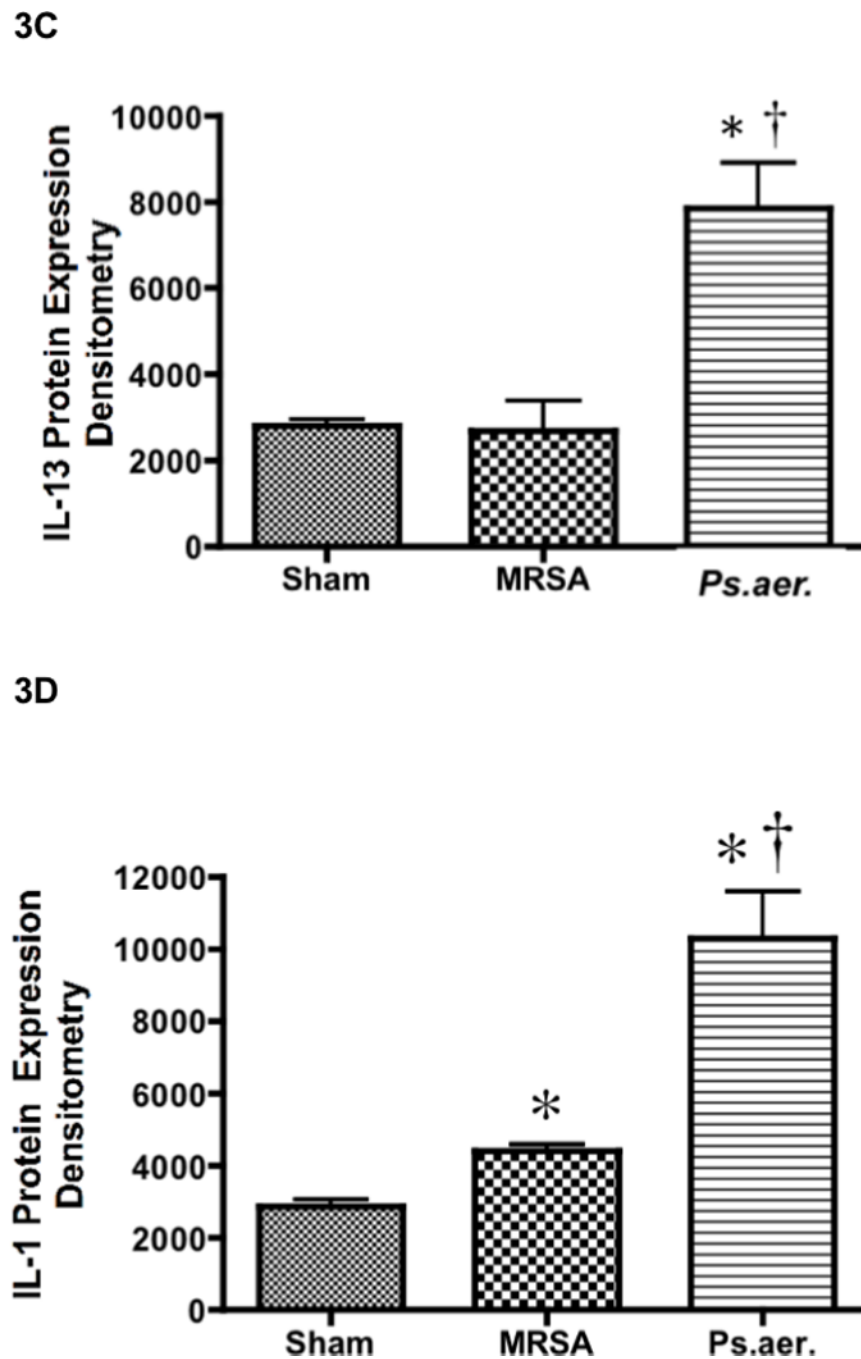 3C
IL-13 Protein Expression
Densitometry
10000
8000
6000
4000
2000
0
* †
Sham MRSA Ps.aer.
3D
IL-1 Protein Expression
Densitometry
12000
10000
8000
6000
4000
2000
0
*
* †
Sham MRSA Ps.aer.